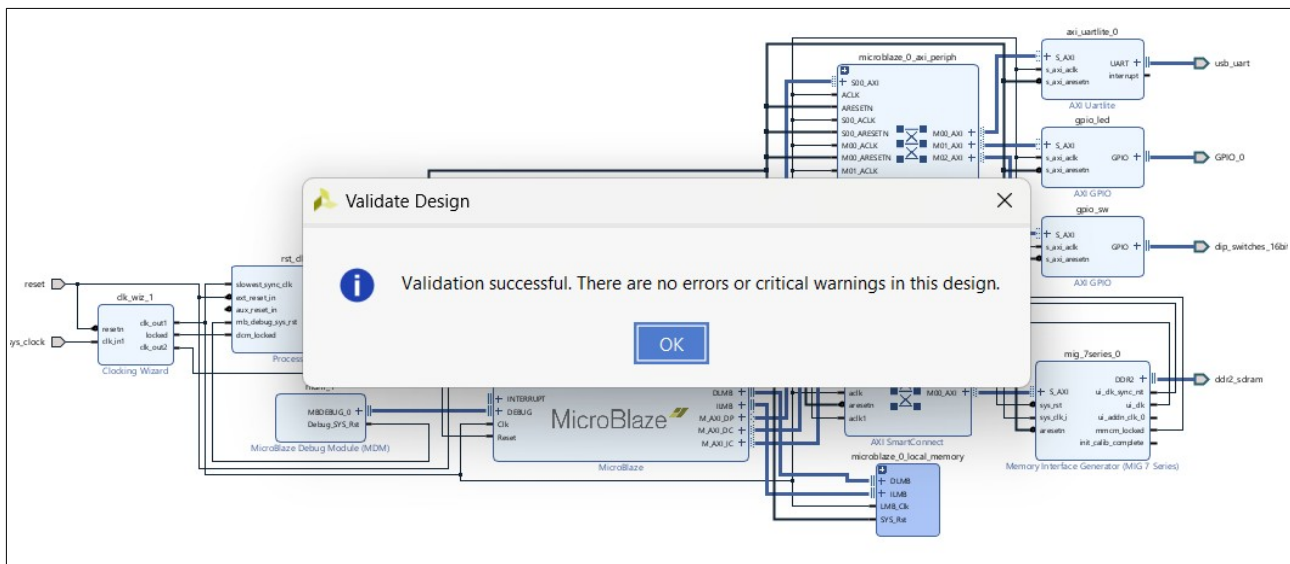 axi_uartlite_0
S_AXI
s_axi_aclk
s_axi_aresetn
UART
interrupt
AXI Uartlite
usb_uart
microblaze_0_axi_periph
S00_AXI
ACLK
ARESETN
S00_ACLK
S00_ARESETN
M00_ACLK
M00_ARESETN
M01_ACLK
M00_AXI
M01_AXI
M02_AXI
gpio_led
S_AXI
s_axi_aclk
s_axi_aresetn
GPIO
AXI GPIO
GPIO_0
gpio_sw
S_AXI
s_axi_aclk
s_axi_aresetn
GPIO
AXI GPIO
dip_switches_16bit
Validate Design
Validation successful. There are no errors or critical warnings in this design.
OK
reset
clk_wiz_1
resetn
clk_in1
clk_out1
locked
clk_out2
Clocking Wizard
slowest_sync_clk
ext_reset_in
aux_reset_in
mb_debug_sys_rst
dcm_locked
MBDEBUG_0
Debug_SYS_Rst
MicroBlaze Debug Module (MDM)
INTERRUPT
DEBUG
Clk
Reset
MicroBlaze
DLMB
ILMB
M_AXI_DP
M_AXI_DC
M_AXI_IC
MicroBlaze
aclk
aresetn
aclk1
M00_AXI
AXI SmartConnect
microblaze_0_local_memory
DLMB
ILMB
LMB_Clk
SYS_Rst
mig_7series_0
S_AXI
sys_rst
sys_clk_i
aresetn
DDR2
ui_clk_sync_rst
ui_clk
ui_addn_clk_0
mmcm_locked
init_calib_complete
Memory Interface Generator (MIG 7 Series)
ddr2_sdram